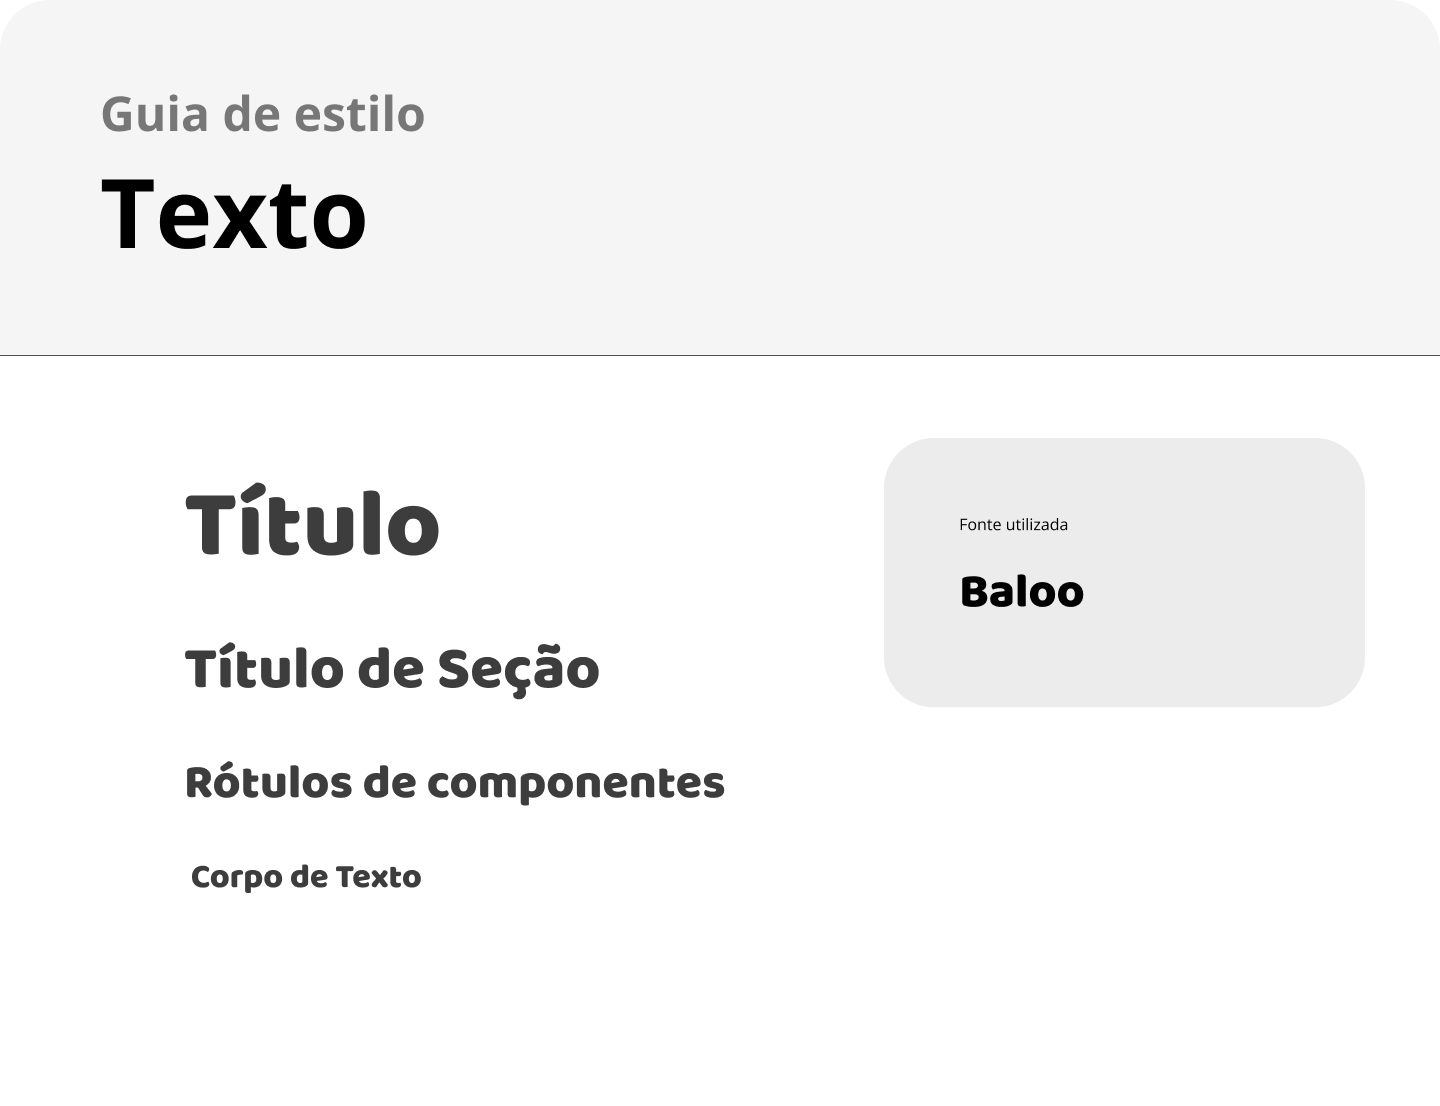 Guia de estilo
Texto
Título
Título de Seção
Rótulos de componentes
Corpo de Texto
Fonte utilizada
Baloo